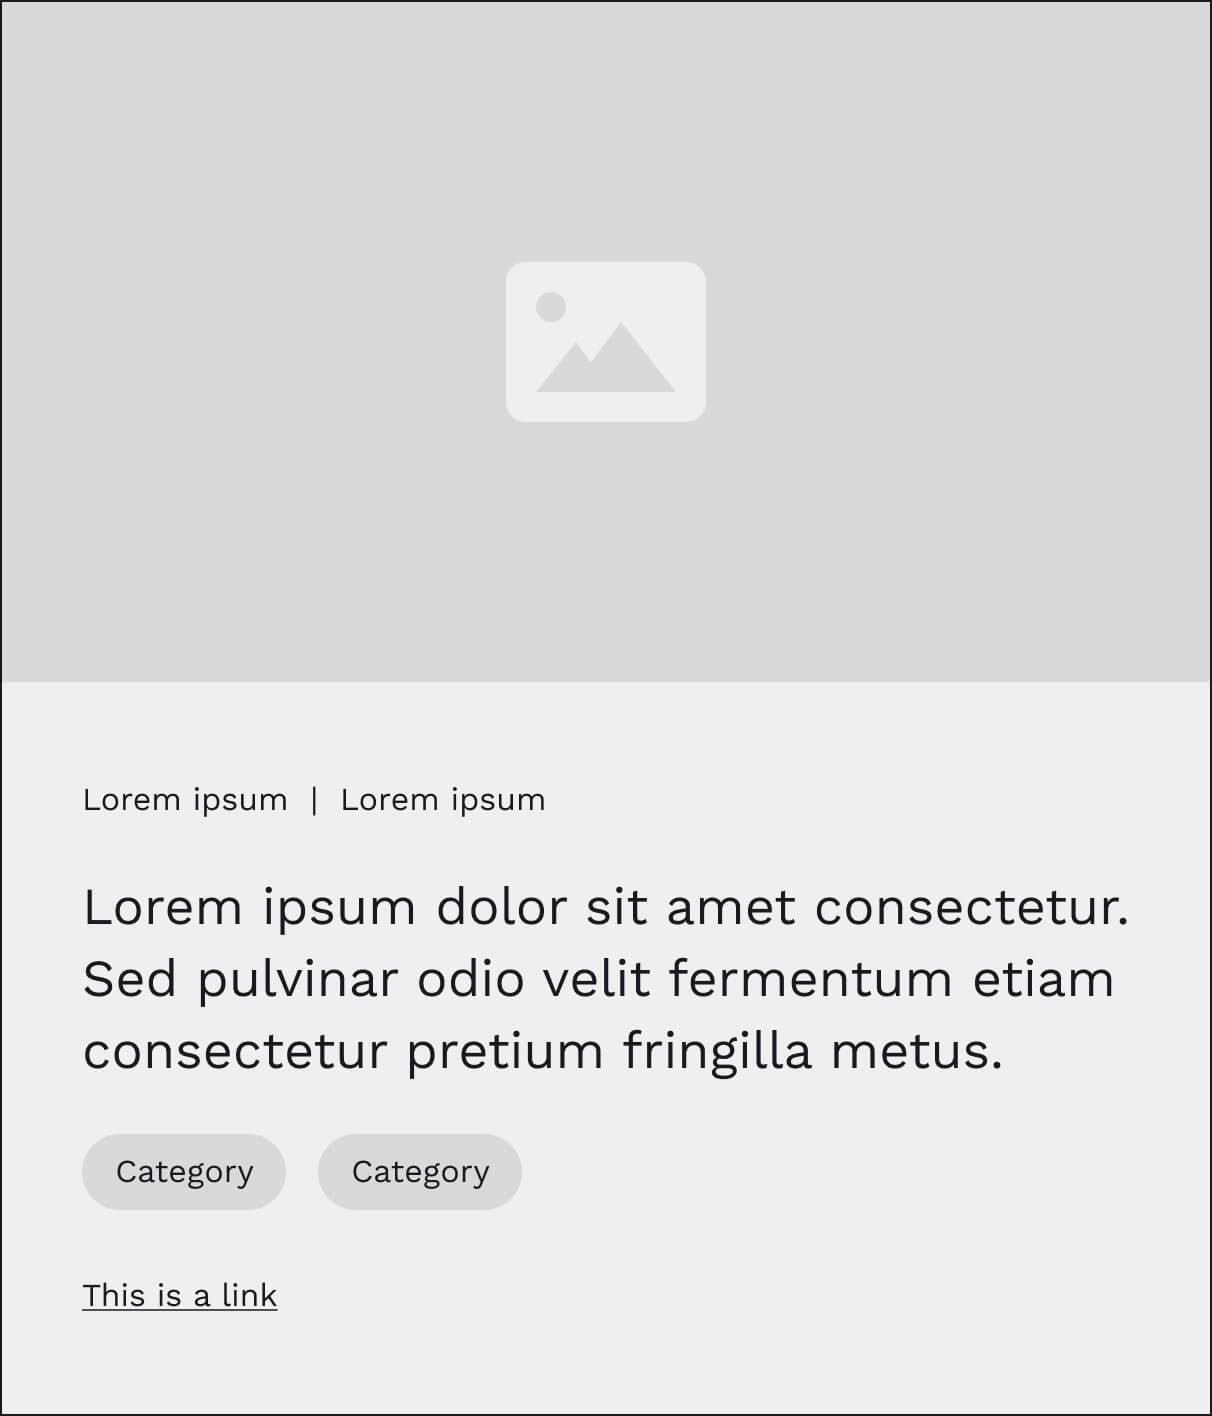 Lorem ipsum | Lorem ipsum
Lorem ipsum dolor sit amet consectetur.
Sed pulvinar odio velit fermentum etiam
consectetur pretium fringilla metus.
Category Category
This is a link